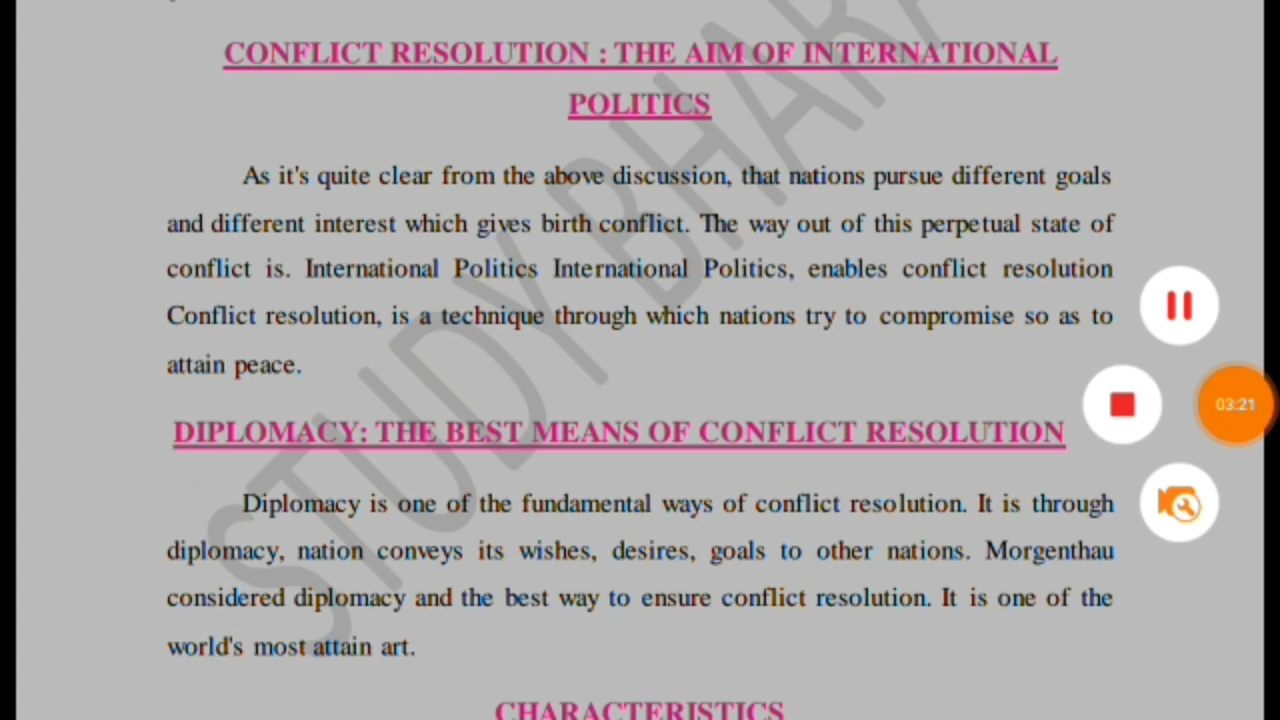 CONFLICT RESOLUTION : THE AIM OF INTERNATIONAL
POLITICS
As it's quite clear from the above discussion, that nations pursue different goals
and different interest which gives birth conflict. The way out of this perpetual state of
conflict is. International Politics International Politics, enables conflict resolution
Conflict resolution, is a technique through which nations try to compromise so as to
attain peace.
DIPLOMACY: THE BEST MEANS OF CONFLICT RESOLUTION
Diplomacy is one of the fundamental ways of conflict resolution. It is through
diplomacy, nation conveys its wishes, desires, goals to other nations. Morgenthau
considered diplomacy and the best way to ensure conflict resolution. It is one of the
world's most attain art.
CHARACTERISTICS
STUDY BHARA
03:21